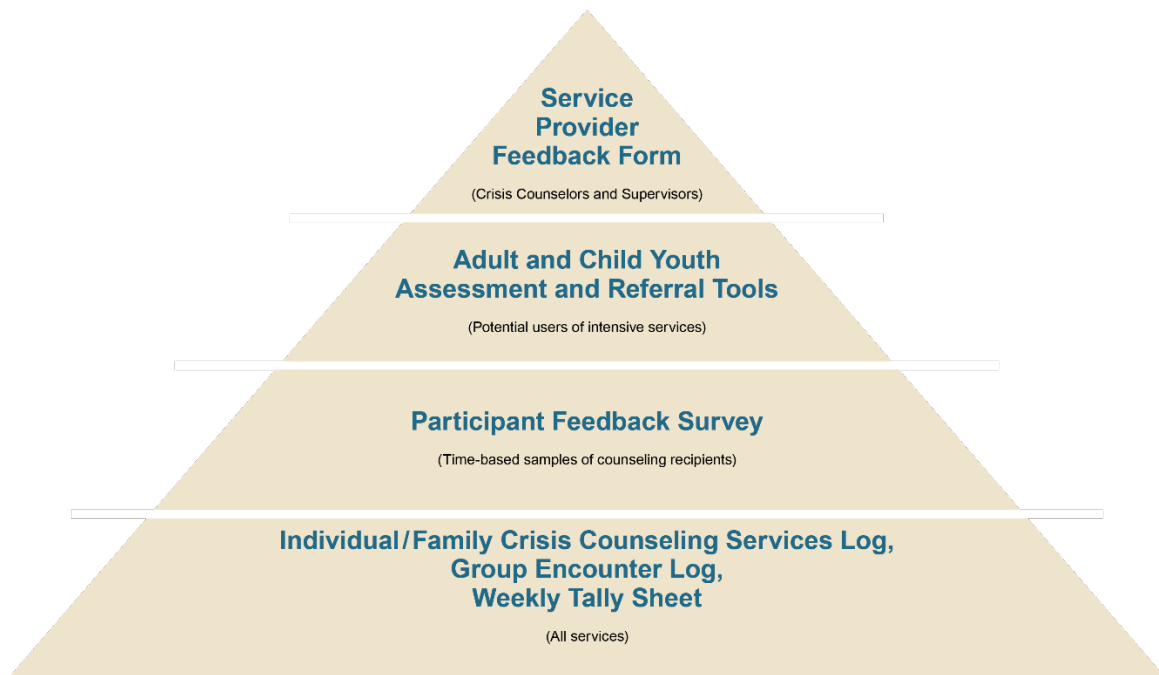 Service
Provider
Feedback Form
(Crisis Counselors and Supervisors)
Adult and Child Youth
Assessment and Referral Tools
(Potential users of intensive services)
Participant Feedback Survey
(Time-based samples of counseling recipients)
Individual/Family Crisis Counseling Services Log,
Group Encounter Log,
Weekly Tally Sheet
(All services)